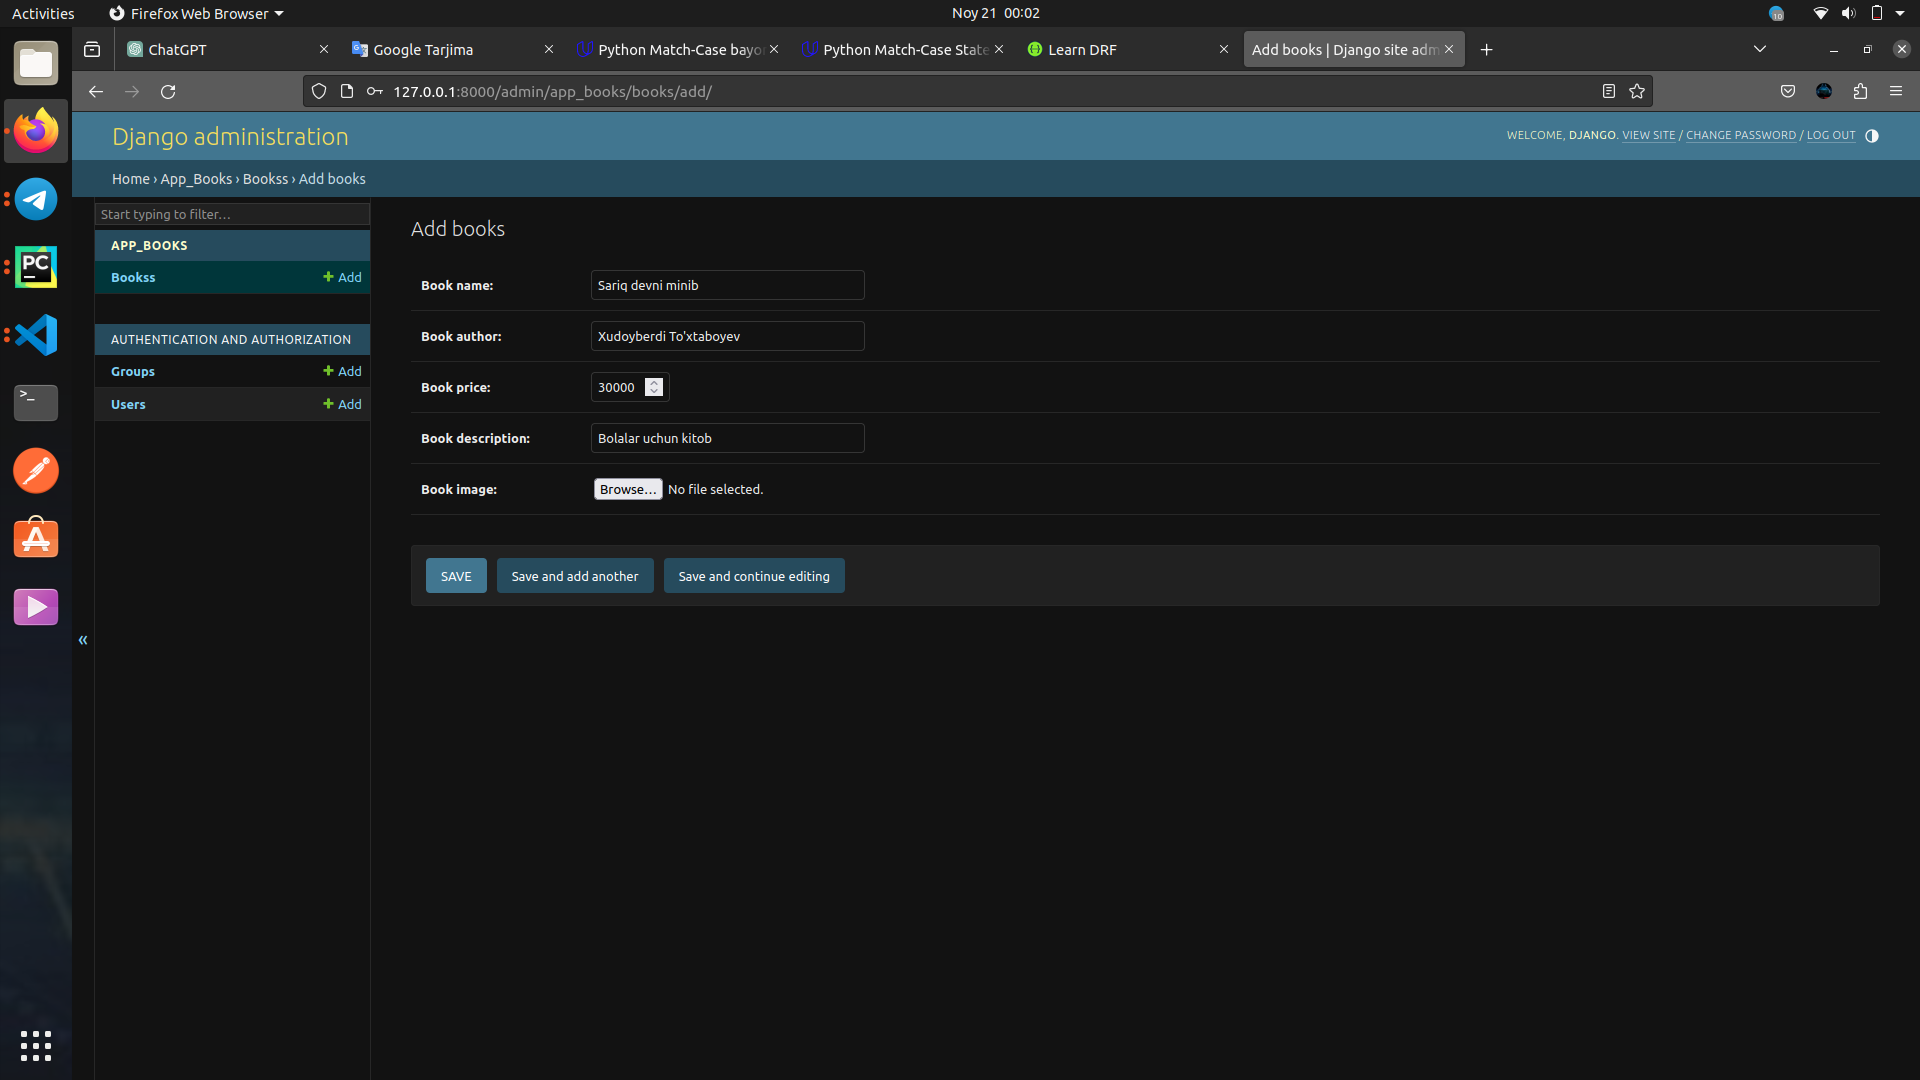 Activities
Firefox Web Browser
Noy 21 00:02
10
ChatGPT
Google Tarjima
Python Match-Case bayo
Python Match-Case State
Learn DRF
Add books | Django site adm
127.0.0.1:8000/admin/app_books/books/add/
Django administration
WELCOME, DJANGO. VIEW SITE / CHANGE PASSWORD / LOG OUT
Home › App_Books › Bookss › Add books
Start typing to filter...
APP_BOOKS
Bookss
+ Add
AUTHENTICATION AND AUTHORIZATION
Groups
+ Add
Users
+ Add
«
Add books
Book name:
Sariq devni minib
Book author:
Xudoyberdi To'xtaboyev
Book price:
30000
Book description:
Bolalar uchun kitob
Book image:
Browse... No file selected.
SAVE
Save and add another
Save and continue editing
PC
>_